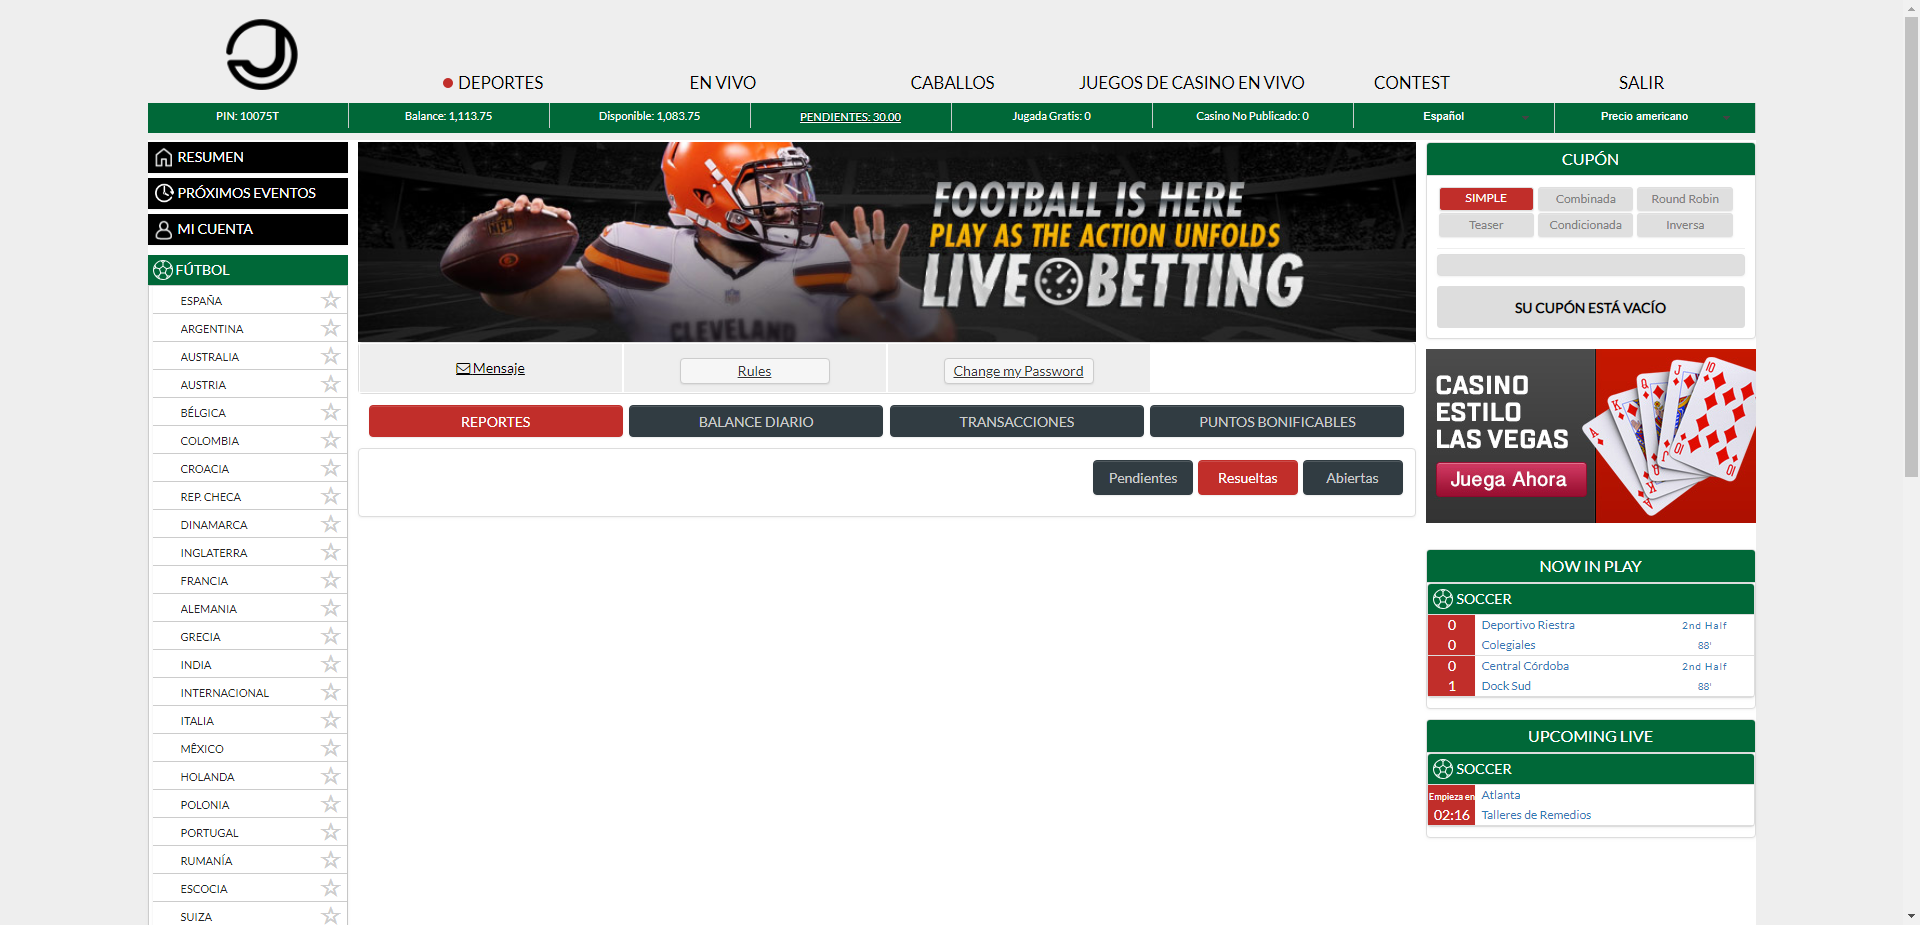 DEPORTES
EN VIVO
CABALLOS
JUEGOS DE CASINO EN VIVO
CONTEST
SALIR
PIN: 10075T
Balance: 1,113.75
Disponible: 1,083.75
PENDIENTES: 30.00
Jugada Gratis: 0
Casino No Publicado: 0
Español
Precio americano
RESUMEN
PRÓXIMOS EVENTOS
MI CUENTA
FÚTBOL
ESPAÑA
ARGENTINA
AUSTRALIA
AUSTRIA
BÉLGICA
COLOMBIA
CROACIA
REP. CHECA
DINAMARCA
INGLATERRA
FRANCIA
ALEMANIA
GRECIA
INDIA
INTERNACIONAL
ITALIA
MÉXICO
HOLANDA
POLONIA
PORTUGAL
RUMANÍA
ESCOCIA
SUIZA
NFL
CLEVELAND
FOOTBALL IS HERE
PLAY AS THE ACTION UNFOLDS
LIVE BETTING
Mensaje
Rules
Change my Password
REPORTES
BALANCE DIARIO
TRANSACCIONES
PUNTOS BONIFICABLES
Pendientes
Resueltas
Abiertas
CUPÓN
SIMPLE
Combinada
Round Robin
Teaser
Condicionada
Inversa
SU CUPÓN ESTÁ VACÍO
CASINO
ESTILO
LAS VEGAS
Juega Ahora
A
K
Q
J
10
10
J
K
A
NOW IN PLAY
SOCCER
0 Deportivo Riestra 2nd Half
0 Colegiales 88'
0 Central Córdoba 2nd Half
1 Dock Sud 88'
UPCOMING LIVE
SOCCER
Empieza en Atlanta
02:16 Talleres de Remedios